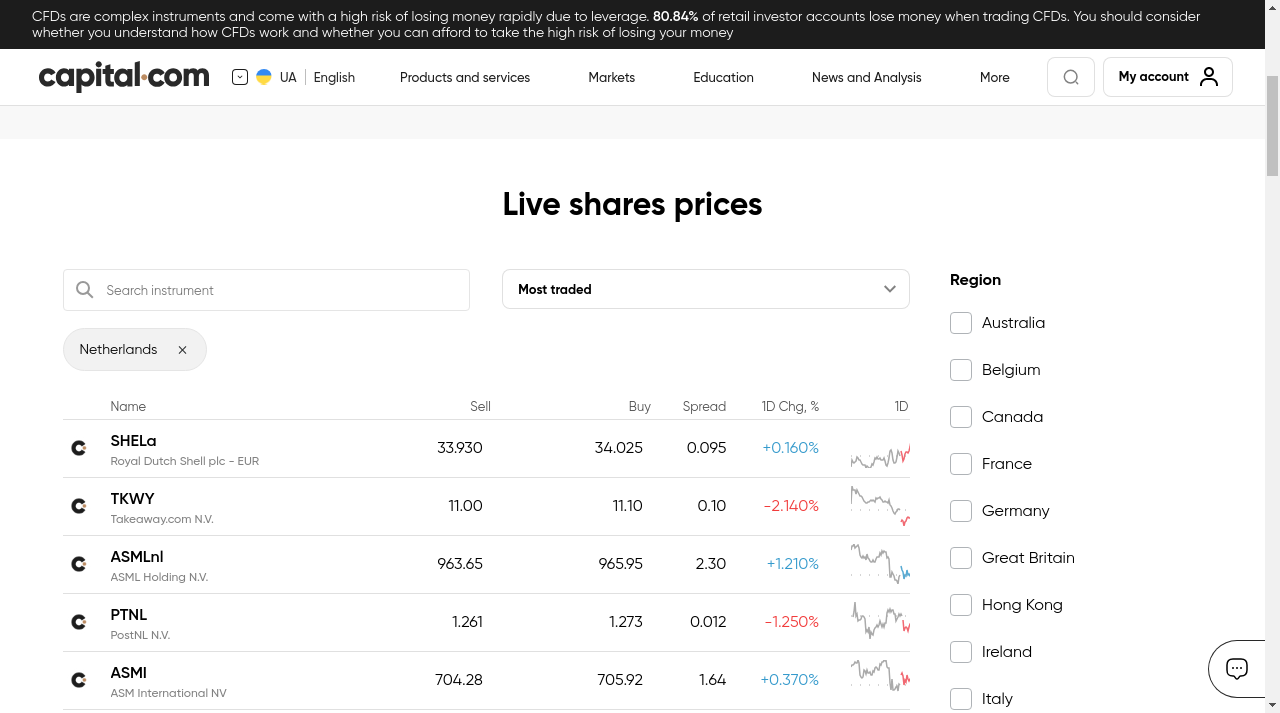 CFDs are complex instruments and come with a high risk of losing money rapidly due to leverage. 80.84% of retail investor accounts lose money when trading CFDs. You should consider
whether you understand how CFDs work and whether you can afford to take the high risk of losing your money
capital.com
UA
English
Products and services
Markets
Education
News and Analysis
More
My account
Live shares prices
Search instrument
Most traded
Netherlands
Name Sell Buy Spread 1D Chg, % 1D
SHELa 33.930 34.025 0.095 +0.160%
Royal Dutch Shell plc - EUR
TKWY 11.00 11.10 0.10 -2.140%
Takeaway.com N.V.
ASMLnl 963.65 965.95 2.30 +1.210%
ASML Holding N.V.
PTNL 1.261 1.273 0.012 -1.250%
PostNL N.V.
ASMI 704.28 705.92 1.64 +0.370%
ASM International NV
Region
Australia
Belgium
Canada
France
Germany
Great Britain
Hong Kong
Ireland
Italy